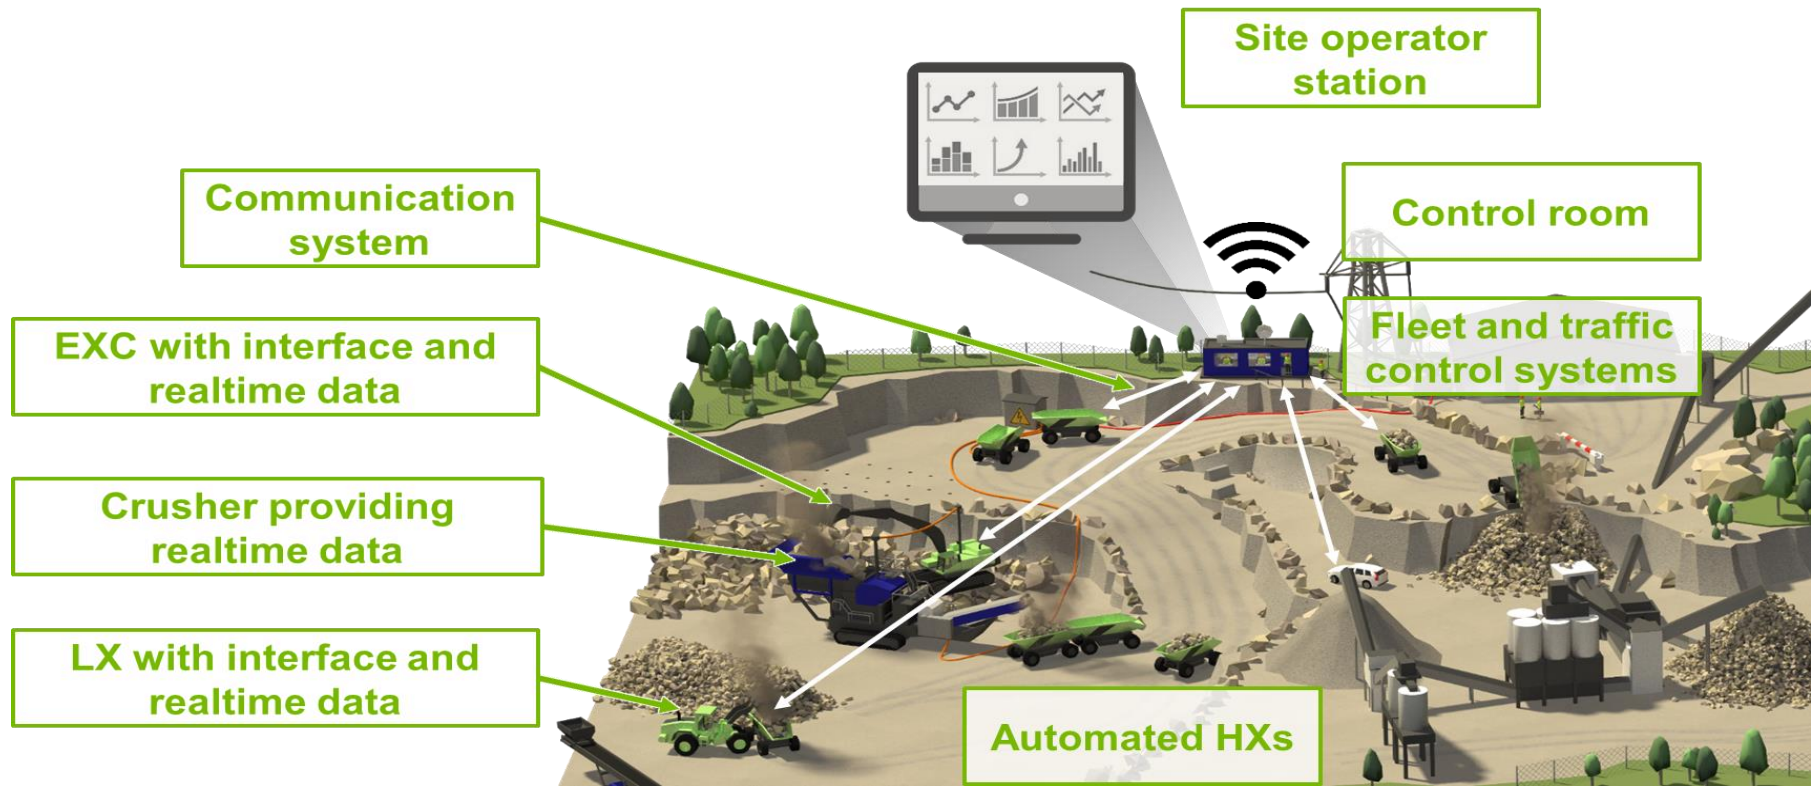 Site operator
station
Communication
system
Control room
EXC with interface and
realtime data
Fleet and traffic
control systems
Crusher providing
realtime data
LX with interface and
realtime data
Automated HXs